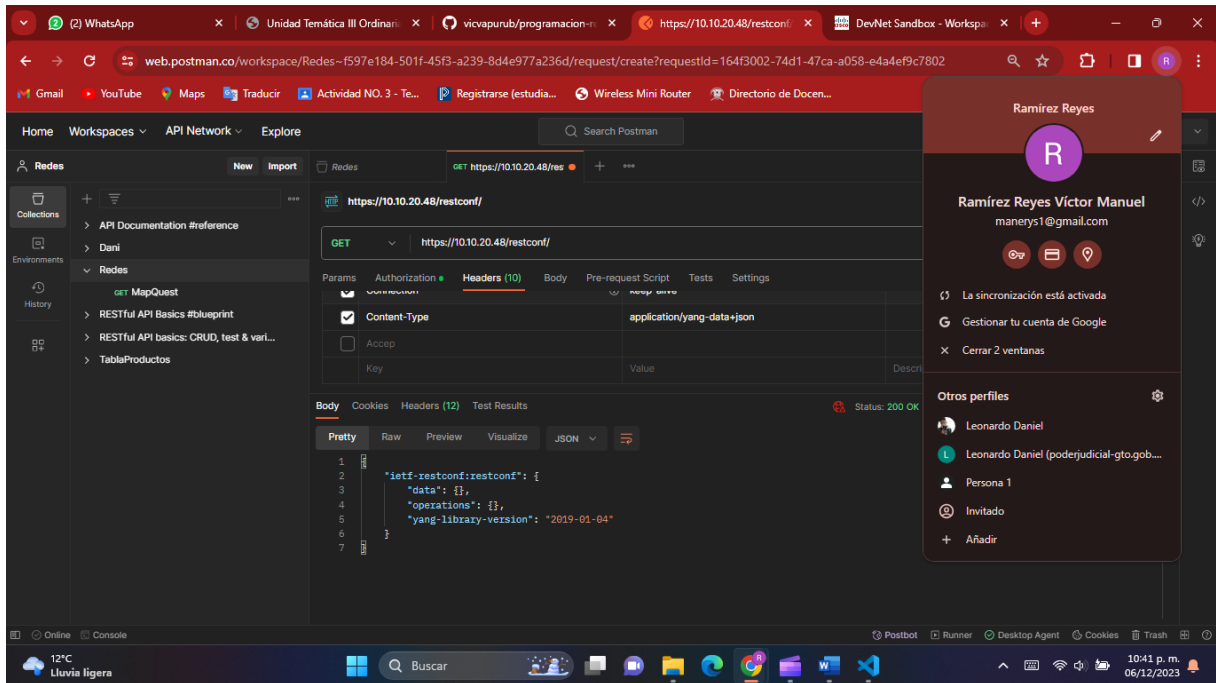 (2) WhatsApp
Unidad Temática III Ordinaria
vicvapurub/programacion-re
https://10.10.20.48/restconf/
DevNet Sandbox - Workspa
web.postman.co/workspace/Redes~f597e184-501f-45f3-a239-8d4e977a236d/request/create?requestId=164f3002-74d1-47ca-a058-e4a4ef9c7802
R
Gmail
YouTube
Maps
Traducir
Actividad NO. 3 - Te...
Registrarse (estudia...
Wireless Mini Router
Directorio de Docen...
Home
Workspaces
API Network
Explore
Search Postman
Redes
New
Import
Redes
GET https://10.10.20.48/res
Collections
Environments
History
API Documentation #reference
Dani
Redes
GET MapQuest
RESTful API Basics #blueprint
RESTful API basics: CRUD, test & vari...
TablaProductos
HTTP https://10.10.20.48/restconf/
GET
https://10.10.20.48/restconf/
Params
Authorization
Headers (10)
Body
Pre-request Script
Tests
Settings
Connection
keep-alive
Content-Type
application/yang-data+json
Accep
Key
Value
Descri
Body
Cookies
Headers (12)
Test Results
Status: 200 OK
Pretty
Raw
Preview
Visualize
JSON
1 {
2 "ietf-restconf:restconf": {
3 "data": {},
4 "operations": {},
5 "yang-library-version": "2019-01-04"
6 }
7 }
Ramírez Reyes
R
Ramírez Reyes Víctor Manuel
manerys1@gmail.com
La sincronización está activada
G Gestionar tu cuenta de Google
Cerrar 2 ventanas
Otros perfiles
Leonardo Daniel
L Leonardo Daniel (poderjudicial-gto.gob....
Persona 1
Invitado
Añadir
Online
Console
Postbot
Runner
Desktop Agent
Cookies
Trash
12°C
Lluvia ligera
Buscar
10:41 p. m.
06/12/2023